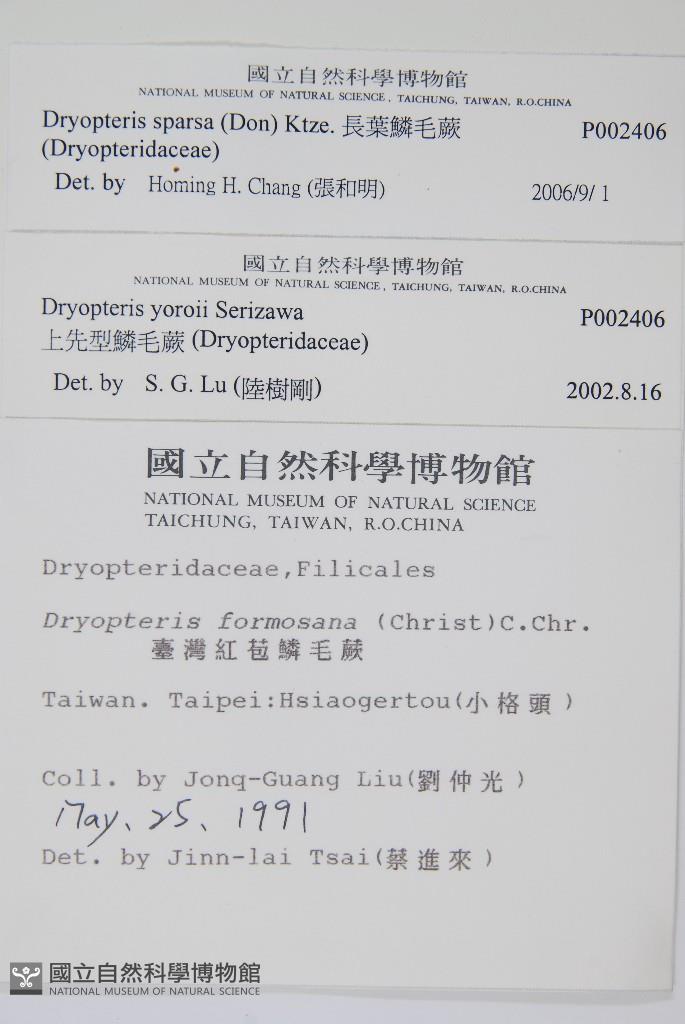 國立自然科學博物館
NATIONAL MUSEUM OF NATURAL SCIENCE, TAICHUNG, TAIWAN, R.O.CHINA
Dryopteris sparsa (Don) Ktze. 長葉鱗毛蕨 P002406
(Dryopteridaceae)
Det. by Homing H. Chang (張和明) 2006/9/ 1
國立自然科學博物館
NATIONAL MUSEUM OF NATURAL SCIENCE, TAICHUNG, TAIWAN, R.O.CHINA
Dryopteris yoroii Serizawa P002406
上先型鱗毛蕨 (Dryopteridaceae)
Det. by S. G. Lu (陸樹剛) 2002.8.16
國立自然科學博物館
NATIONAL MUSEUM OF NATURAL SCIENCE
TAICHUNG, TAIWAN, R.O.CHINA
Dryopteridaceae,Filicales
Dryopteris formosana (Christ)C.Chr.
臺灣紅苞鱗毛蕨
Taiwan. Taipei:Hsiaogertou(小格頭)
Coll. by Jonq-Guang Liu(劉仲光)
May、25、1991
Det. by Jinn-lai Tsai(蔡進來)
國立自然科學博物館
NATIONAL MUSEUM OF NATURAL SCIENCE